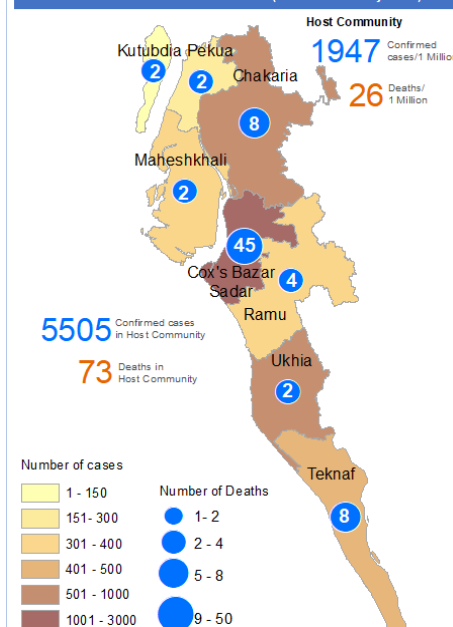 Host Community
1947 Confirmed
cases/1 Million
26 Deaths/
1 Million
Kutubdia Pekua
2
2
Chakaria
8
Maheshkhali
2
45
Cox's Bazar
Sadar
4
Ramu
5505 Confirmed cases
in Host Community
73 Deaths in
Host Community
Ukhia
2
Teknaf
8
Number of cases
1 - 150
151- 300
301 - 400
401 - 500
501 - 1000
1001 - 3000
Number of Deaths
1- 2
2 - 4
5 - 8
9 - 50